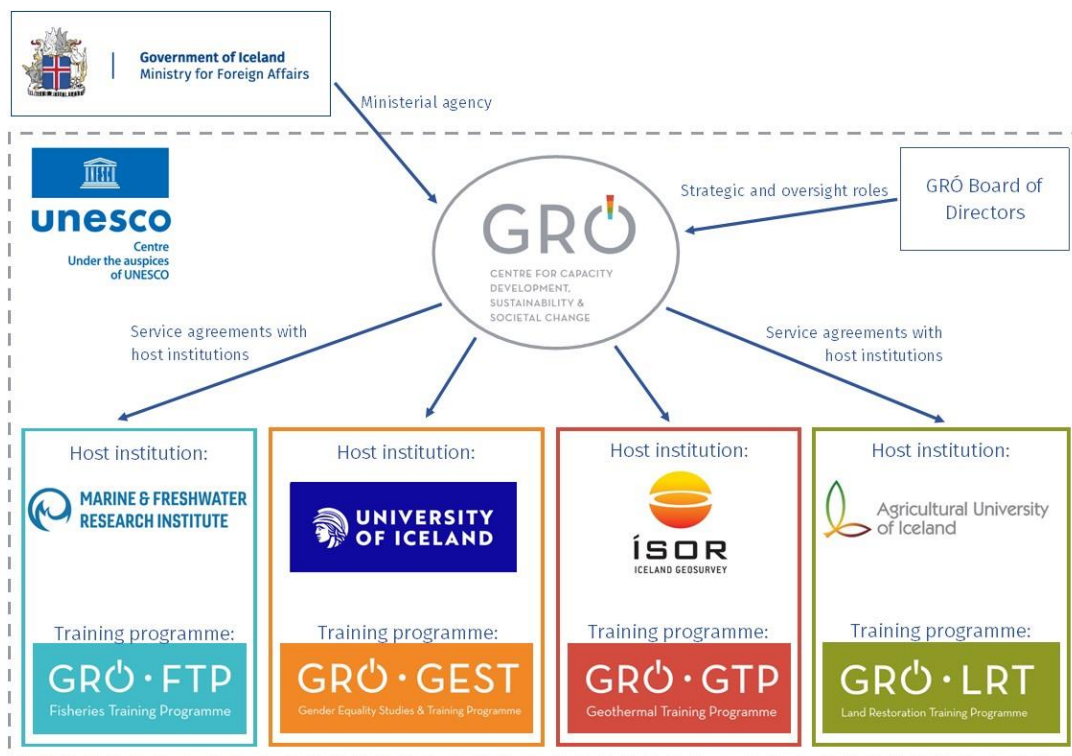 Government of Iceland
Ministry for Foreign Affairs
Ministerial agency
unesco
Centre
Under the auspices
of UNESCO
GRÓ
CENTRE FOR CAPACITY
DEVELOPMENT,
SUSTAINABILITY &
SOCIETAL CHANGE
Strategic and oversight roles
GRÓ Board of
Directors
Service agreements with
host institutions
Service agreements with
host institutions
Host institution:
MARINE & FRESHWATER
RESEARCH INSTITUTE
Training programme:
GRÓ · FTP
Fisheries Training Programme
Host institution:
UNIVERSITY
OF ICELAND
Training programme:
GRÓ · GEST
Gender Equality Studies & Training Programme
Host institution:
ÍSOR
ICELAND GEOSURVEY
Training programme:
GRÓ · GTP
Geothermal Training Programme
Host institution:
Agricultural University
of Iceland
Training programme:
GRÓ · LRT
Land Restoration Training Programme